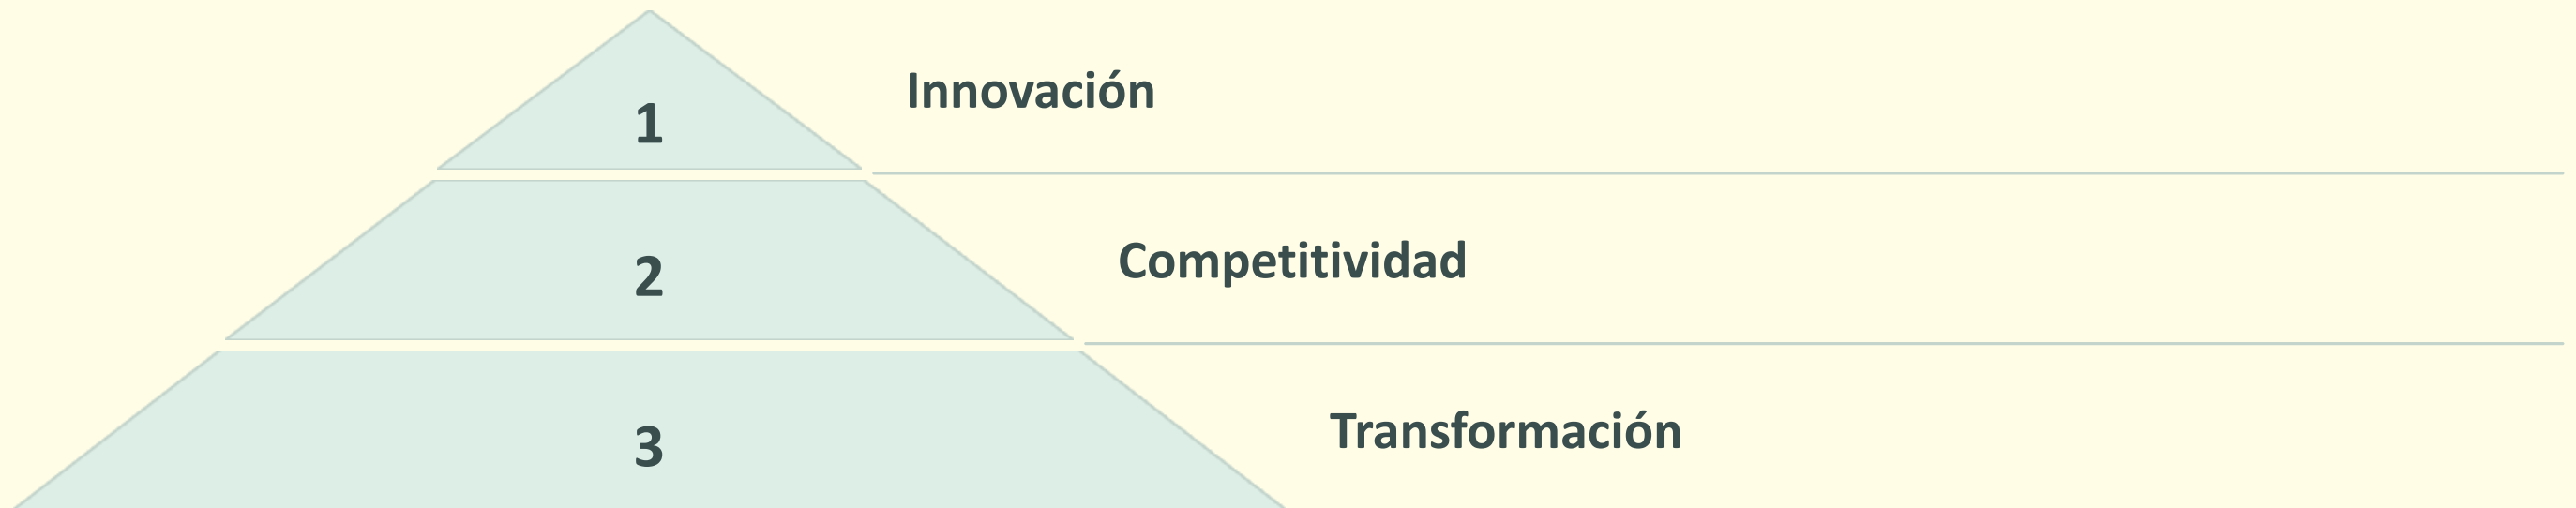 1
Innovación
2
Competitividad
3
Transformación